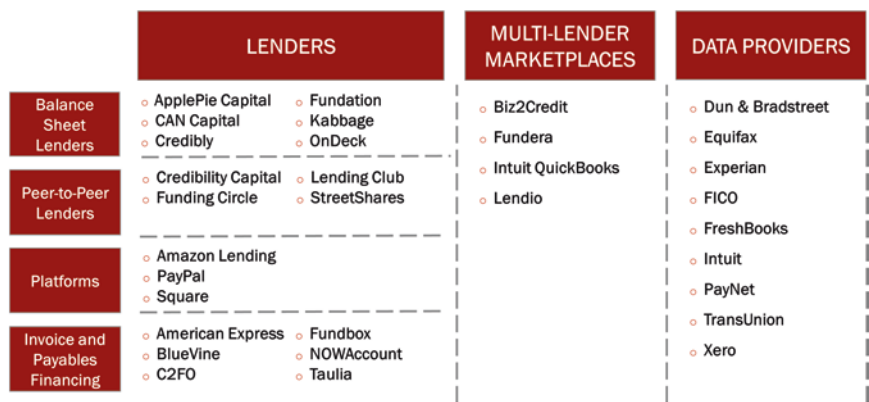 LENDERS
MULTI-LENDER
MARKETPLACES
DATA PROVIDERS
Balance
Sheet
Lenders
ApplePie Capital
CAN Capital
Credibly
Fundation
Kabbage
OnDeck
Peer-to-Peer
Lenders
Credibility Capital
Funding Circle
Lending Club
StreetShares
Platforms
Amazon Lending
PayPal
Square
Invoice and
Payables
Financing
American Express
BlueVine
C2FO
Fundbox
NOWAccount
Taulia
Biz2Credit
Fundera
Intuit QuickBooks
Lendio
Dun & Bradstreet
Equifax
Experian
FICO
FreshBooks
Intuit
PayNet
TransUnion
Xero